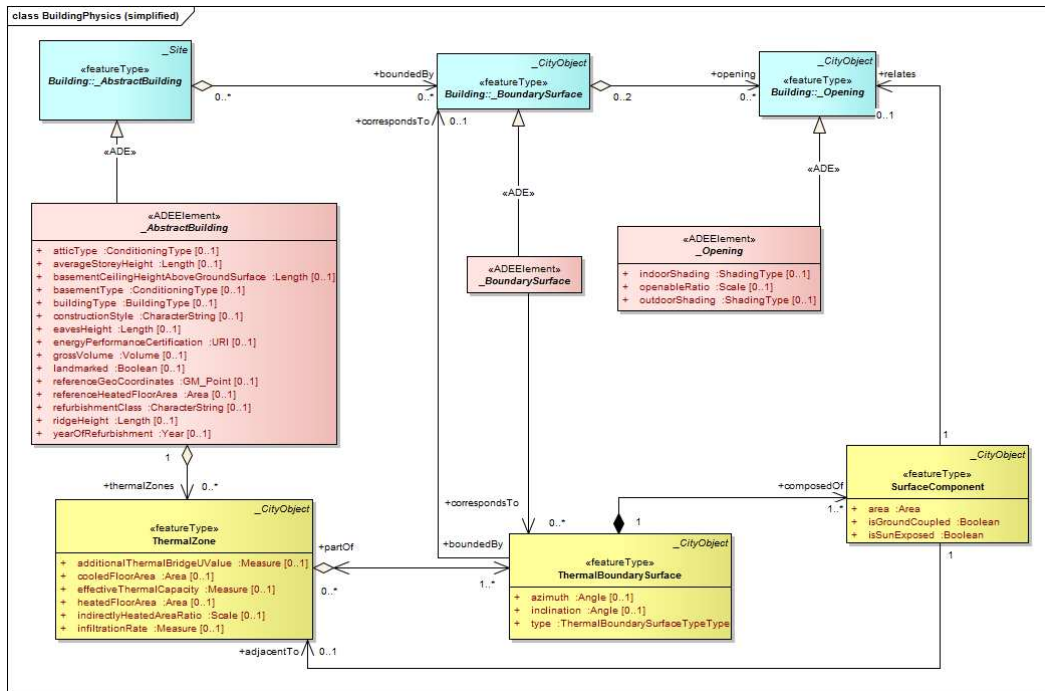 class BuildingPhysics (simplified)
_Site
«featureType»
Building::_AbstractBuilding
0..*
+boundedBy
0..*
_CityObject
«featureType»
Building::_BoundarySurface
0..2
+opening
0..*
_CityObject
«featureType»
Building::_Opening
+relates
0..1
+correspondsTo
0..1
«ADE»
«ADE»
«ADE»
«ADEElement»
_AbstractBuilding
+ atticType :ConditioningType [0..1]
+ averageStoreyHeight :Length [0..1]
+ basementCeilingHeightAboveGroundSurface :Length [0..1]
+ basementType :ConditioningType [0..1]
+ buildingType :BuildingType [0..1]
+ constructionStyle :CharacterString [0..1]
+ eavesHeight :Length [0..1]
+ energyPerformanceCertification :URI [0..1]
+ grossVolume :Volume [0..1]
+ landmarked :Boolean [0..1]
+ referenceGeoCoordinates :GM_Point [0..1]
+ referenceHeatedFloorArea :Area [0..1]
+ refurbishmentClass :CharacterString [0..1]
+ ridgeHeight :Length [0..1]
+ yearOfRefurbishment :Year [0..1]
«ADEElement»
_BoundarySurface
«ADEElement»
_Opening
+ indoorShading :ShadingType [0..1]
+ openableRatio :Scale [0..1]
+ outdoorShading :ShadingType [0..1]
1
+thermalZones
0..*
_CityObject
«featureType»
ThermalZone
+ additionalThermalBridgeUValue :Measure [0..1]
+ cooledFloorArea :Area [0..1]
+ effectiveThermalCapacity :Measure [0..1]
+ heatedFloorArea :Area [0..1]
+ indirectlyHeatedAreaRatio :Scale [0..1]
+ infiltrationRate :Measure [0..1]
+partOf
0..*
+boundedBy
1..*
+correspondsTo
0..*
_CityObject
«featureType»
ThermalBoundarySurface
+ azimuth :Angle [0..1]
+ inclination :Angle [0..1]
+ type :ThermalBoundarySurfaceTypeType
1
+composedOf
1..*
1
_CityObject
«featureType»
SurfaceComponent
+ area :Area
+ isGroundCoupled :Boolean
+ isSunExposed :Boolean
1
+adjacentTo
0..1